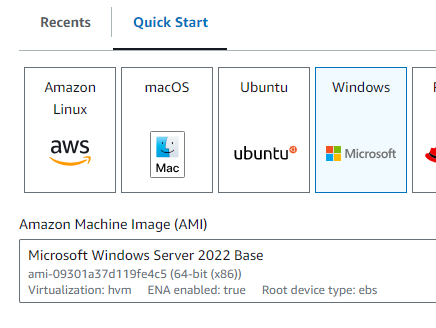 Recents
Quick Start
Amazon
Linux
aws
macOS
Mac
Ubuntu
ubuntu
Windows
Microsoft
Amazon Machine Image (AMI)
Microsoft Windows Server 2022 Base
ami-09301a37d119fe4c5 (64-bit (x86))
Virtualization: hvm ENA enabled: true Root device type: ebs